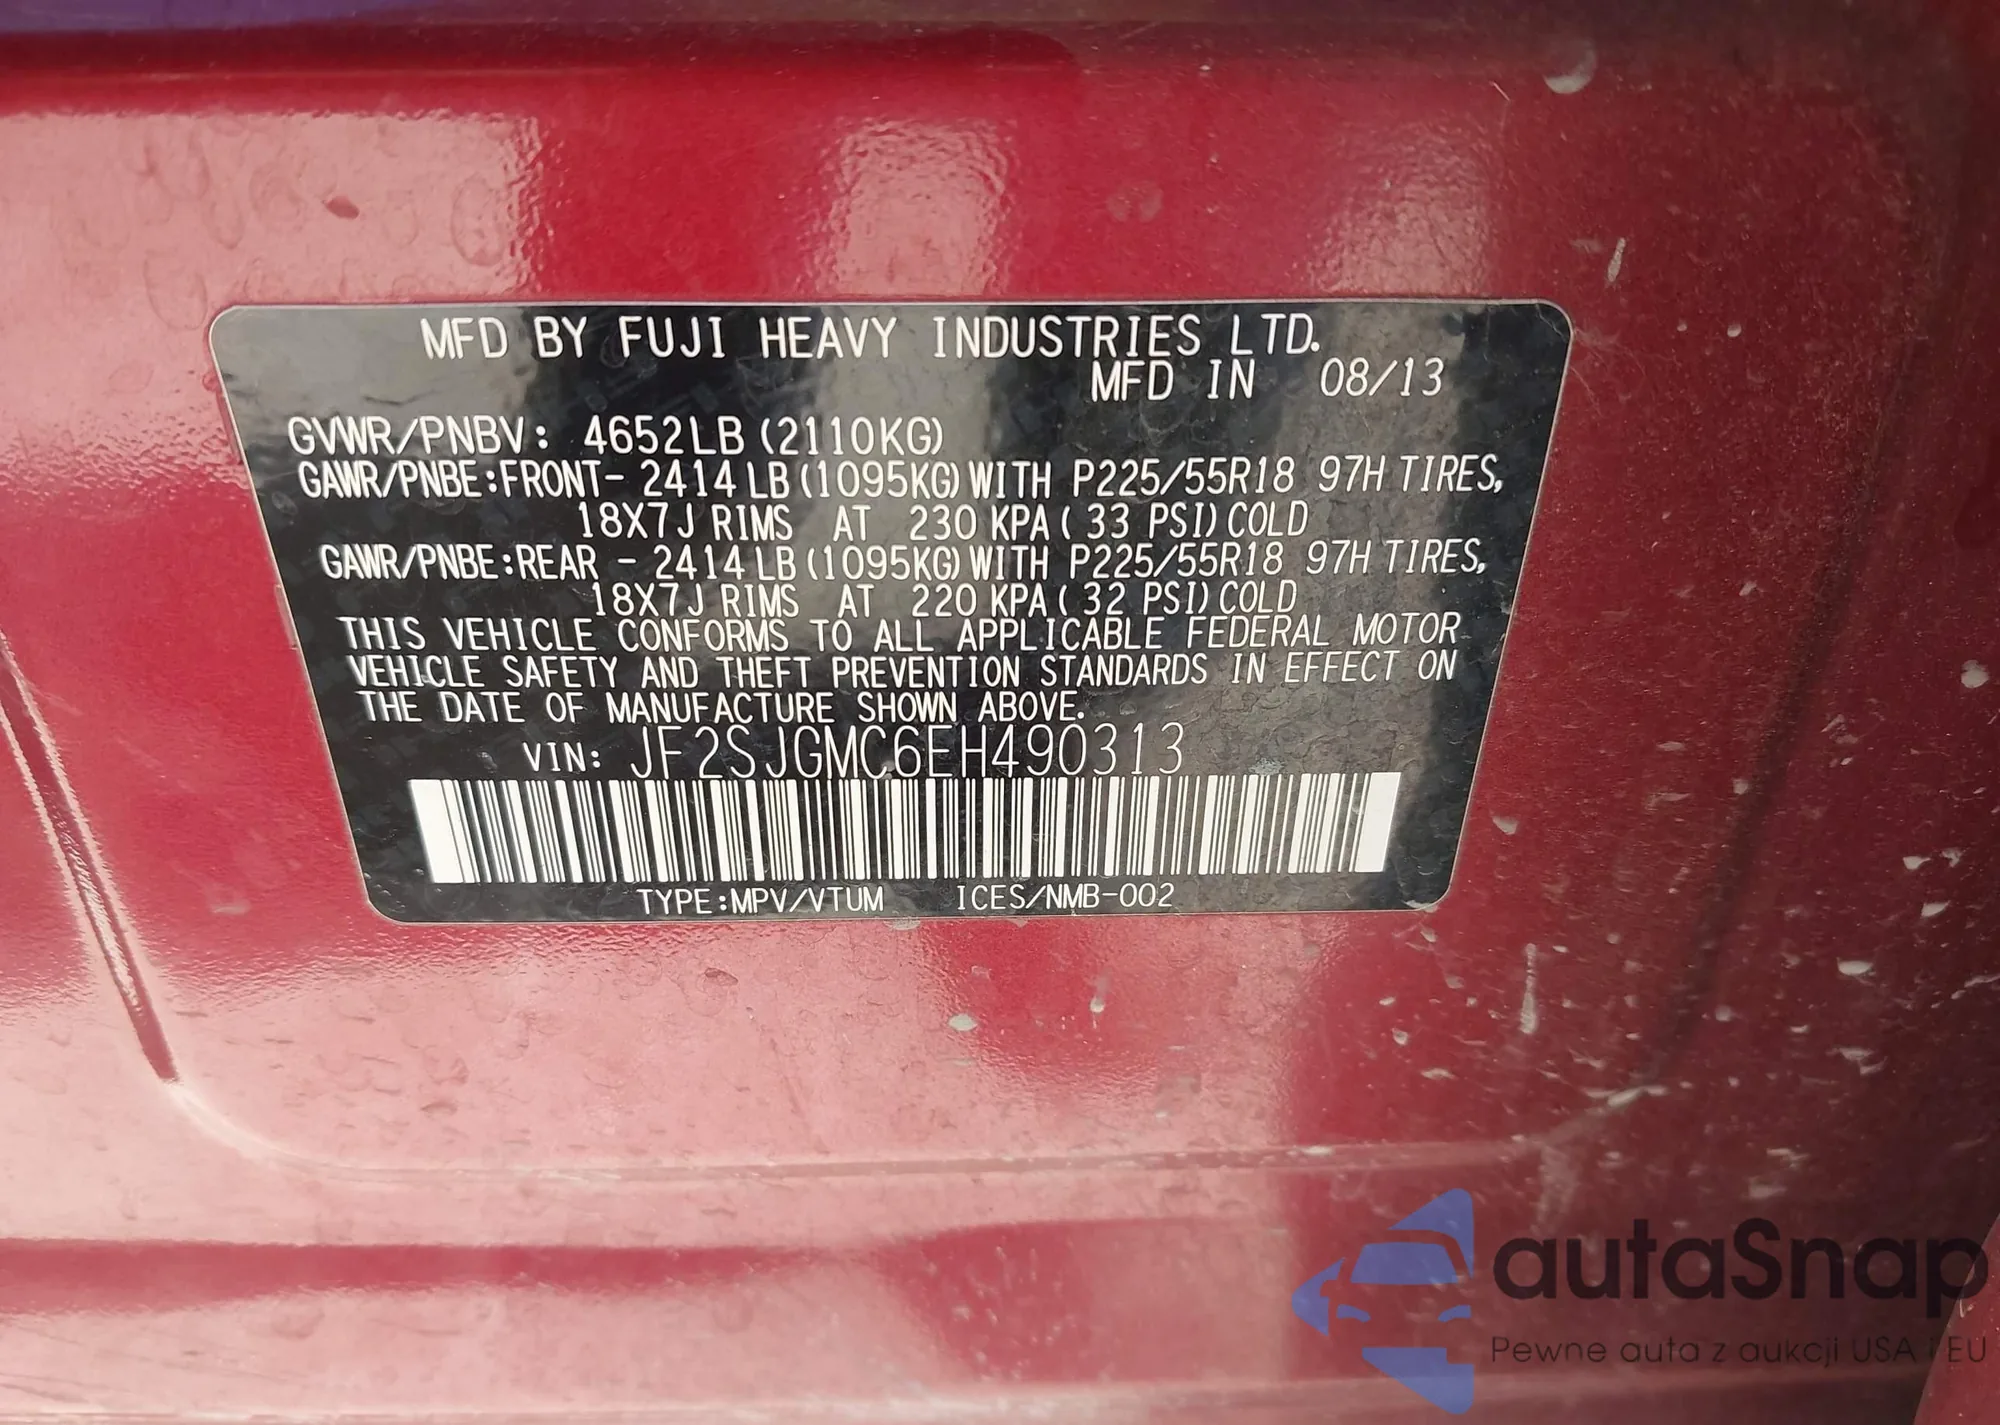 MFD BY FUJI HEAVY INDUSTRIES LTD.
MFD IN 08/13
GVWR/PNBV: 4652LB (2110KG)
GAWR/PNBE:FRONT- 2414LB(1095KG)WITH P225/55R18 97H TIRES,
18X7J RIMS AT 230 KPA( 33 PSI)COLD
GAWR/PNBE:REAR - 2414LB(1095KG)WITH P225/55R18 97H TIRES,
18X7J RIMS AT 220 KPA( 32 PSI)COLD
THIS VEHICLE CONFORMS TO ALL APPLICABLE FEDERAL MOTOR
VEHICLE SAFETY AND THEFT PREVENTION STANDARDS IN EFFECT ON
THE DATE OF MANUFACTURE SHOWN ABOVE.
VIN: JF2SJGMC6EH490313
TYPE:MPV/VTUM ICES/NMB-002
autaSnap
Pewne auta z aukcji USA i EU